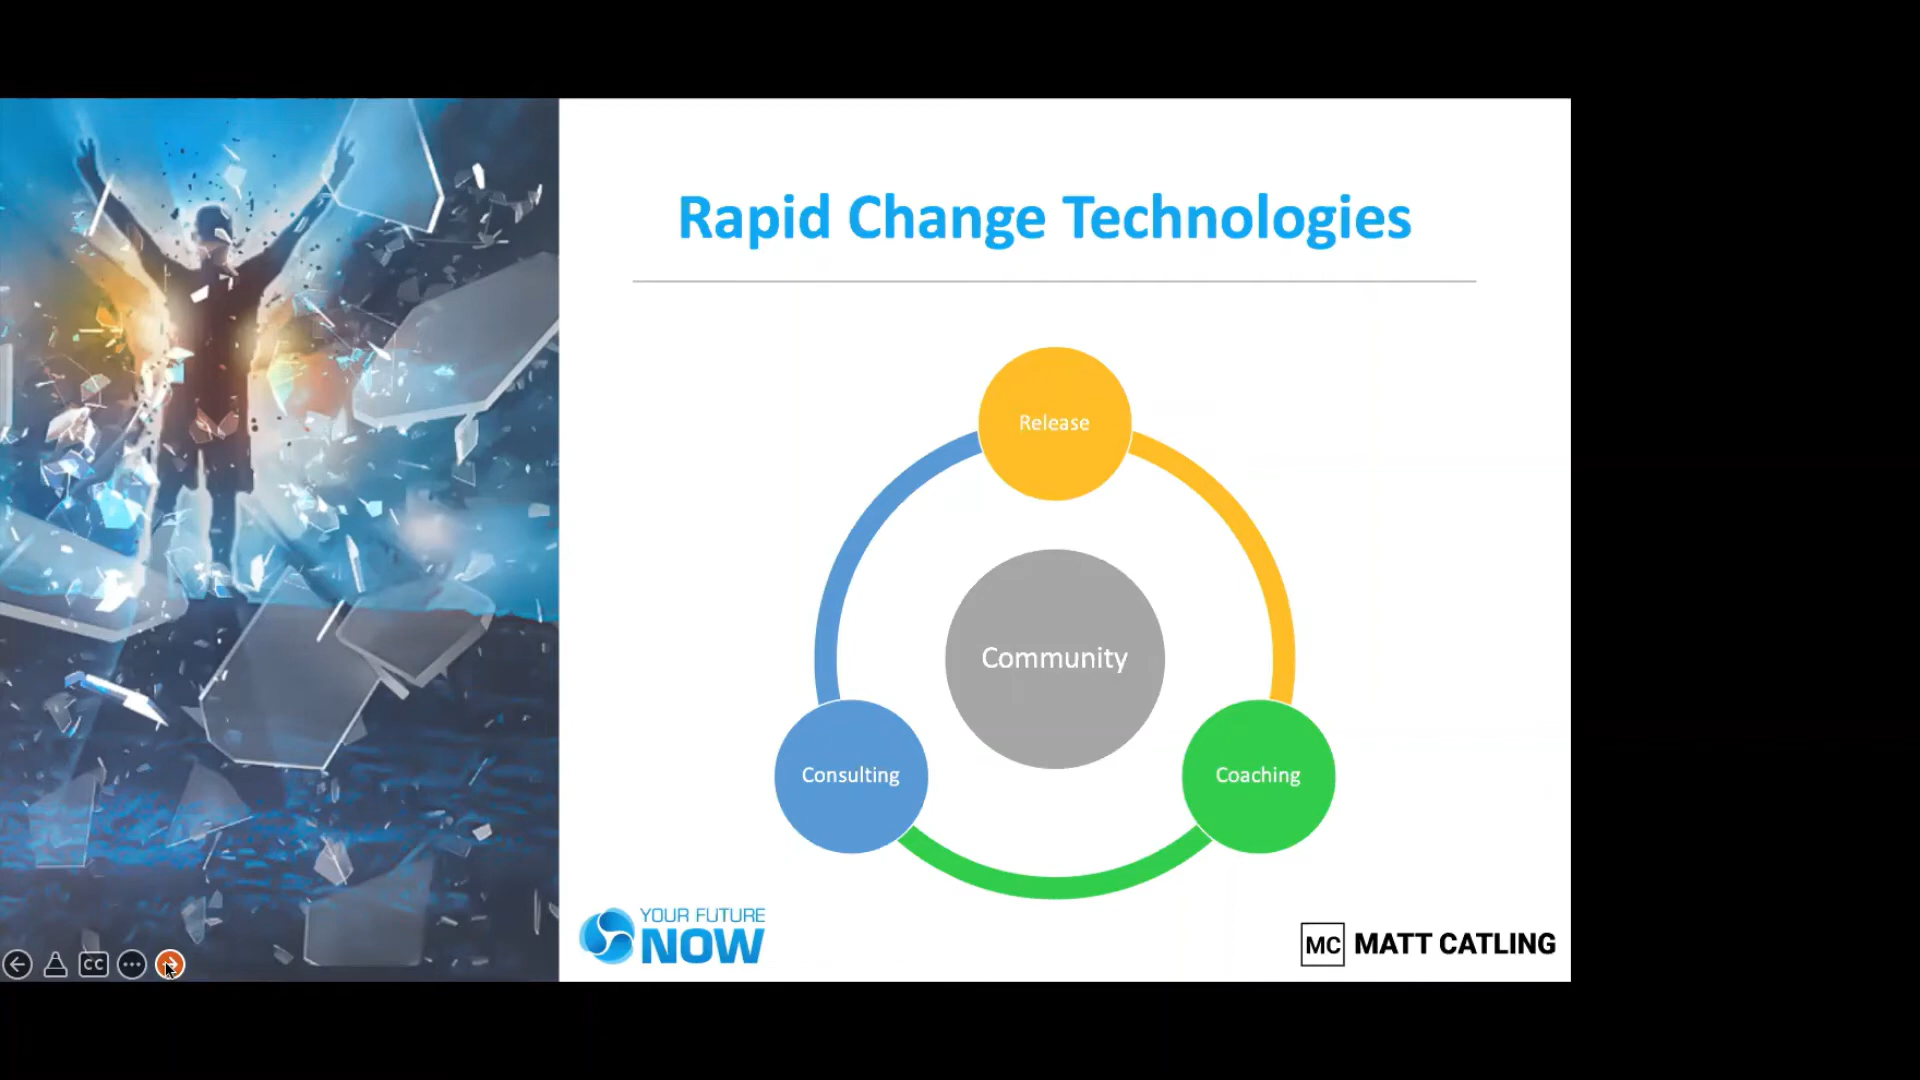 Rapid Change Technologies
Release
Community
Consulting
Coaching
YOUR FUTURE
NOW
MC MATT CATLING
CC